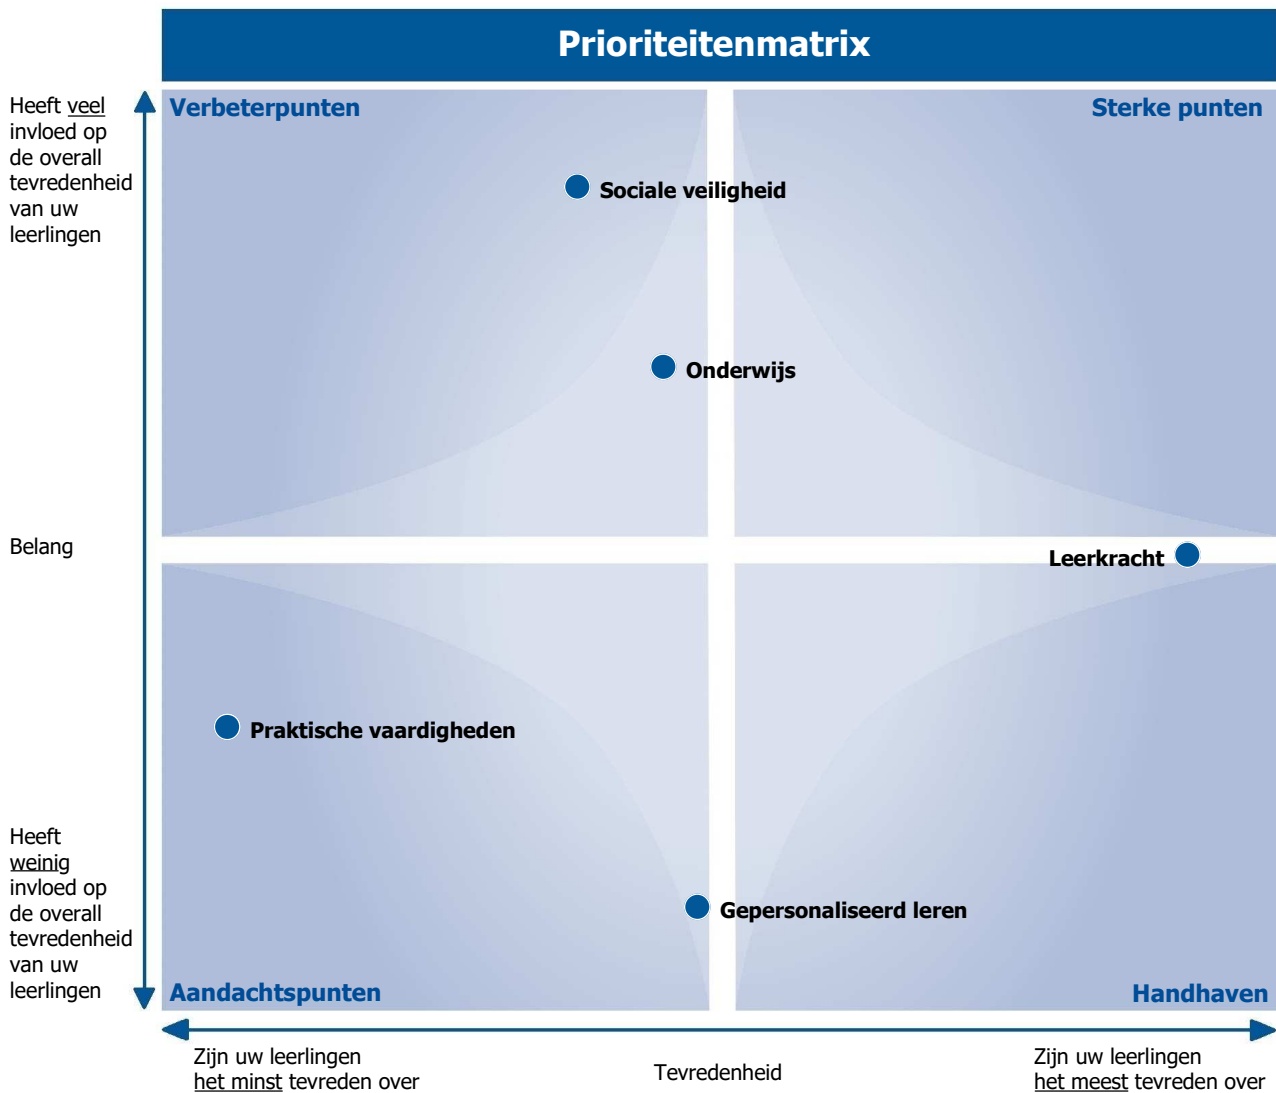 Prioriteitenmatrix
Heeft veel
invloed op
de overall
tevredenheid
van uw
leerlingen
Verbeterpunten
Sterke punten
Sociale veiligheid
Onderwijs
Belang
Leerkracht
Praktische vaardigheden
Heeft
weinig
invloed op
de overall
tevredenheid
van uw
leerlingen
Gepersonaliseerd leren
Aandachtspunten
Handhaven
Zijn uw leerlingen
het minst tevreden over
Tevredenheid
Zijn uw leerlingen
het meest tevreden over